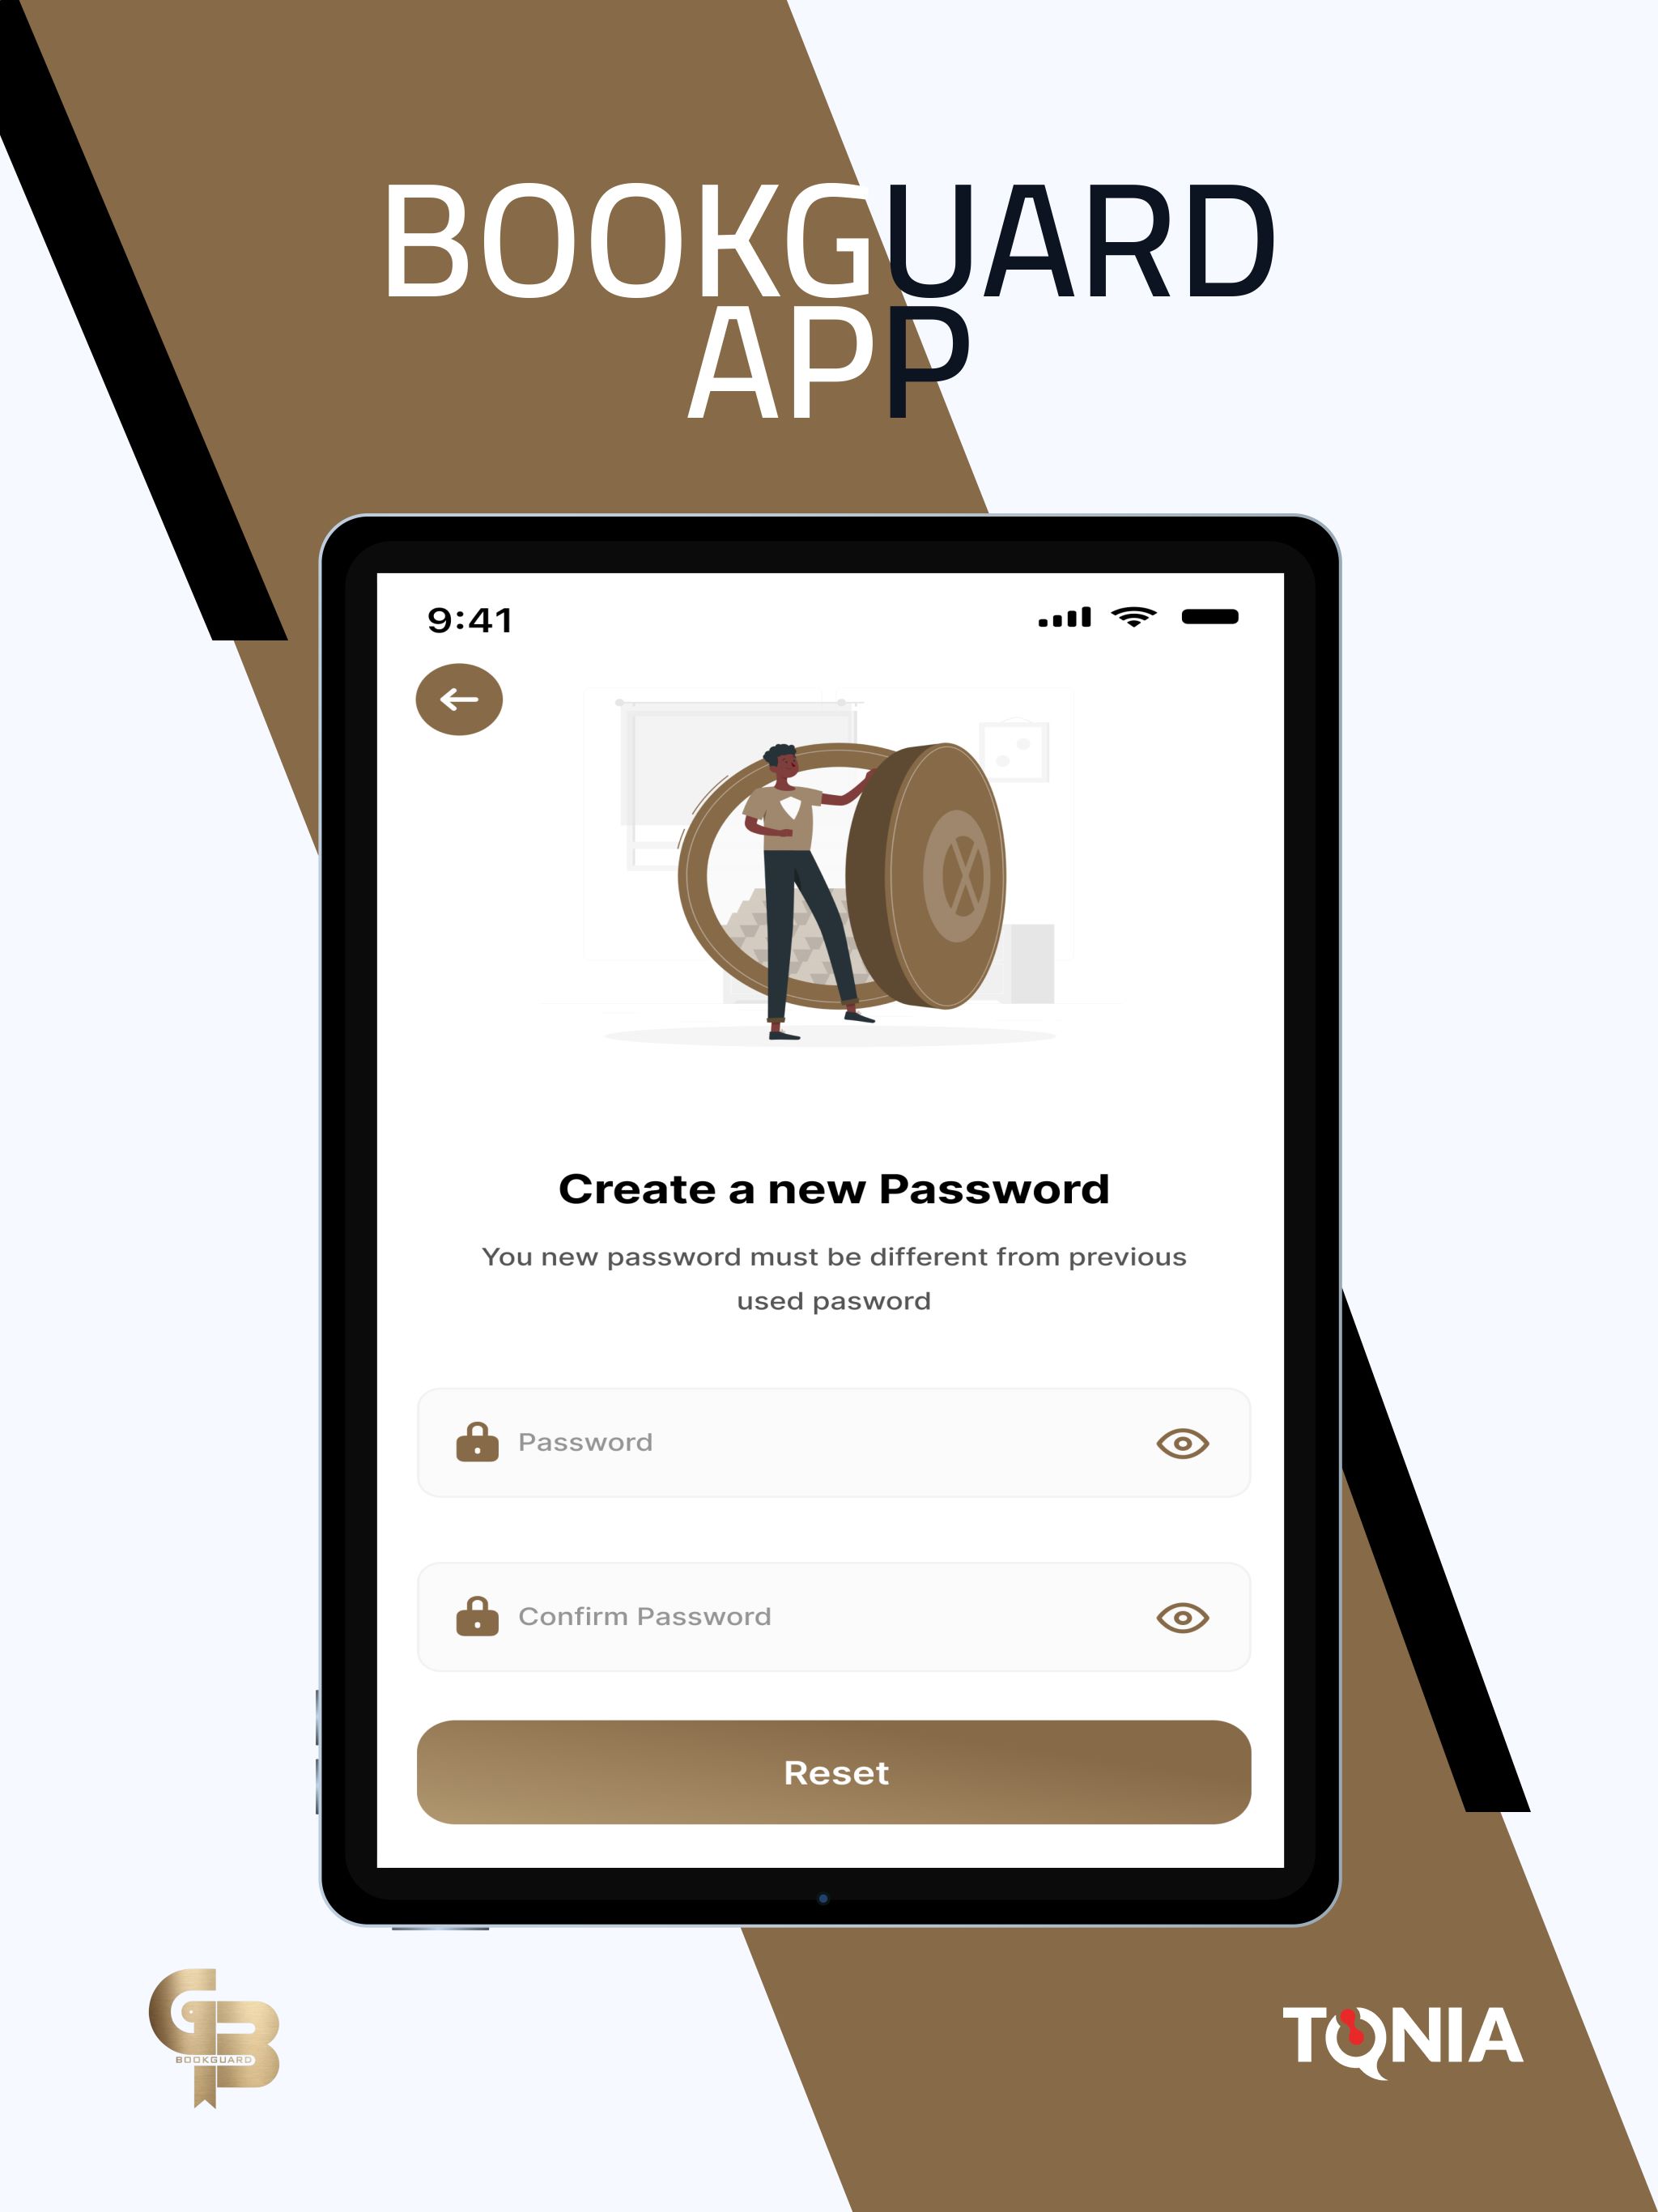 BOOKGUARD
APP
9:41
Create a new Password
You new password must be different from previous
used pasword
Password
Confirm Password
Reset
BOOKGUARD
TQNIA